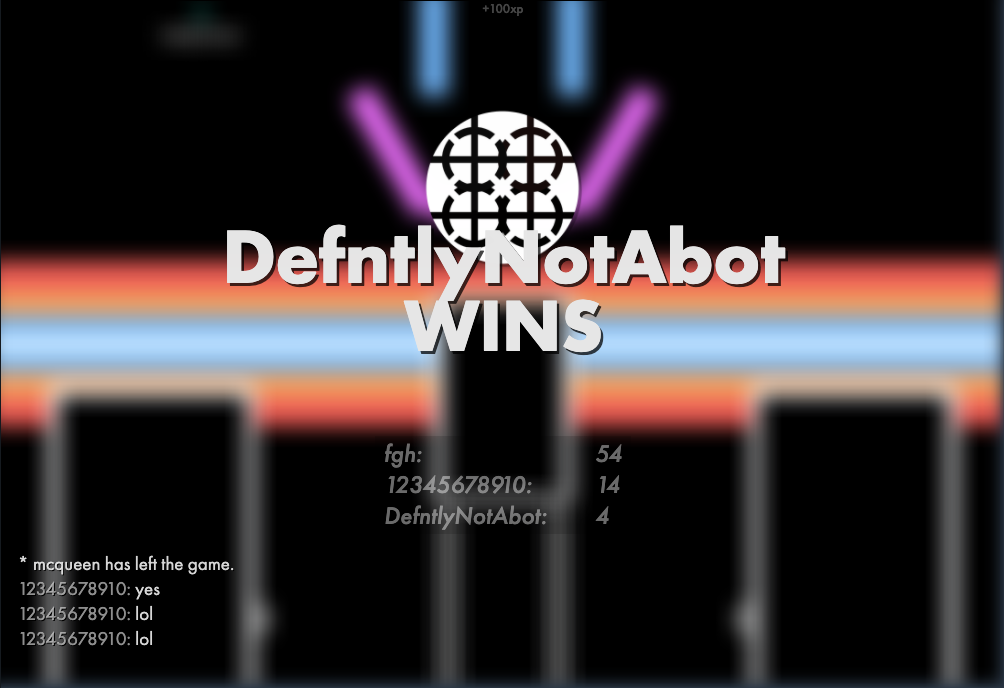 +100xp
DefntlyNotAbot
WINS
fgh: 54
12345678910: 14
DefntlyNotAbot: 4
* mcqueen has left the game.
12345678910: yes
12345678910: lol
12345678910: lol